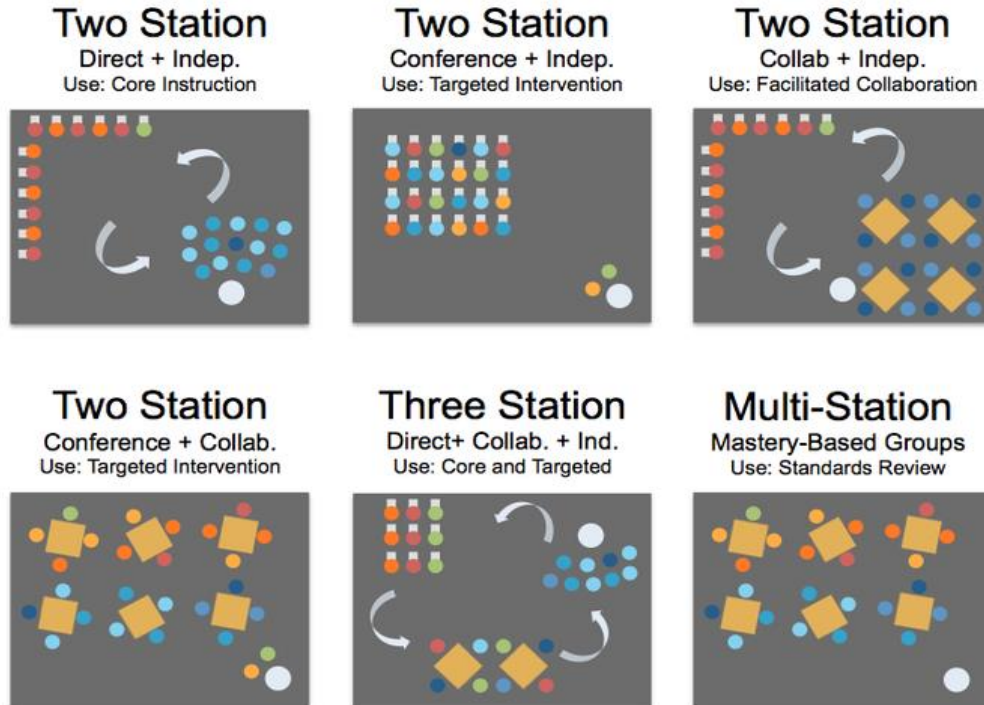 Two Station
Direct + Indep.
Use: Core Instruction
Two Station
Conference + Indep.
Use: Targeted Intervention
Two Station
Collab + Indep.
Use: Facilitated Collaboration
Two Station
Conference + Collab.
Use: Targeted Intervention
Three Station
Direct+ Collab. + Ind.
Use: Core and Targeted
Multi-Station
Mastery-Based Groups
Use: Standards Review